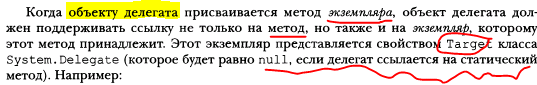 Когда объекту делегата присваивается метод экземпляра, объект делегата дол-
жен поддерживать ссылку не только на метод, но также и на экземпляр, которому
этот метод принадлежит. Этот экземпляр представляется свойством Target класса
System.Delegate (которое будет равно null, если делегат ссылается на статический
метод). Например: